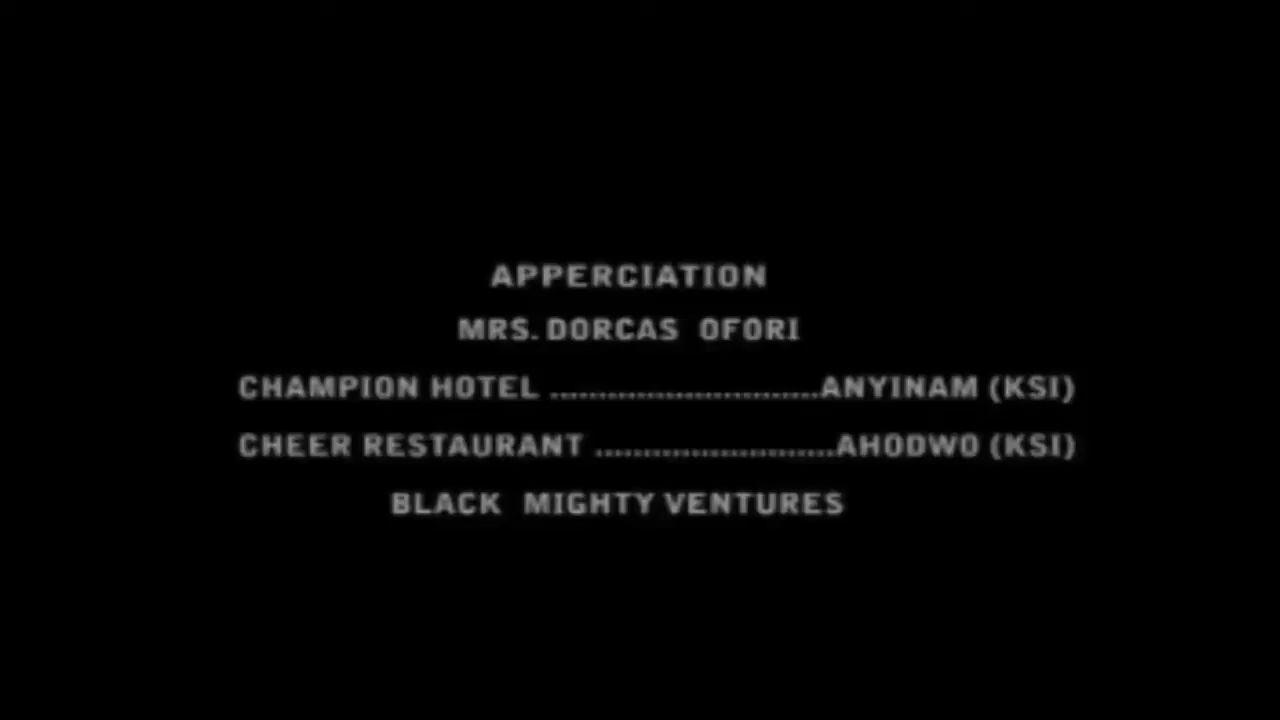 APPERCIATION
MRS. DORCAS OFORI
CHAMPION HOTEL ............................ANYINAM (KSI)
CHEER RESTAURANT .........................AHODWO (KSI)
BLACK MIGHTY VENTURES